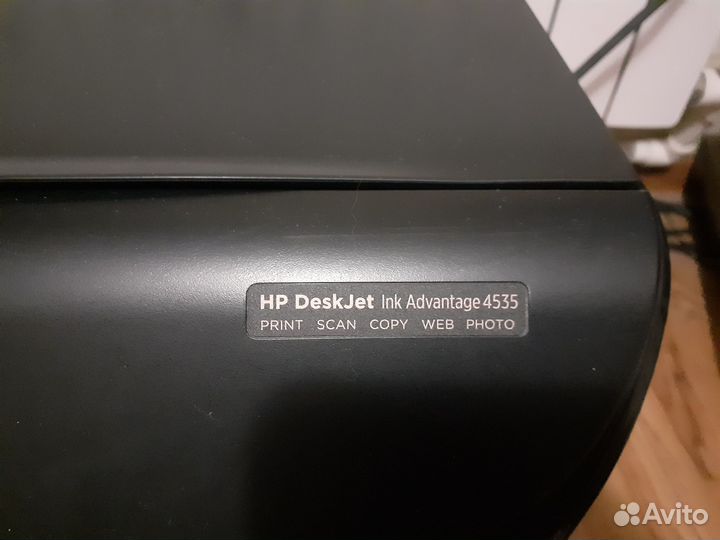 HP DeskJet Ink Advantage 4535
PRINT SCAN COPY WEB PHOTO
Avito